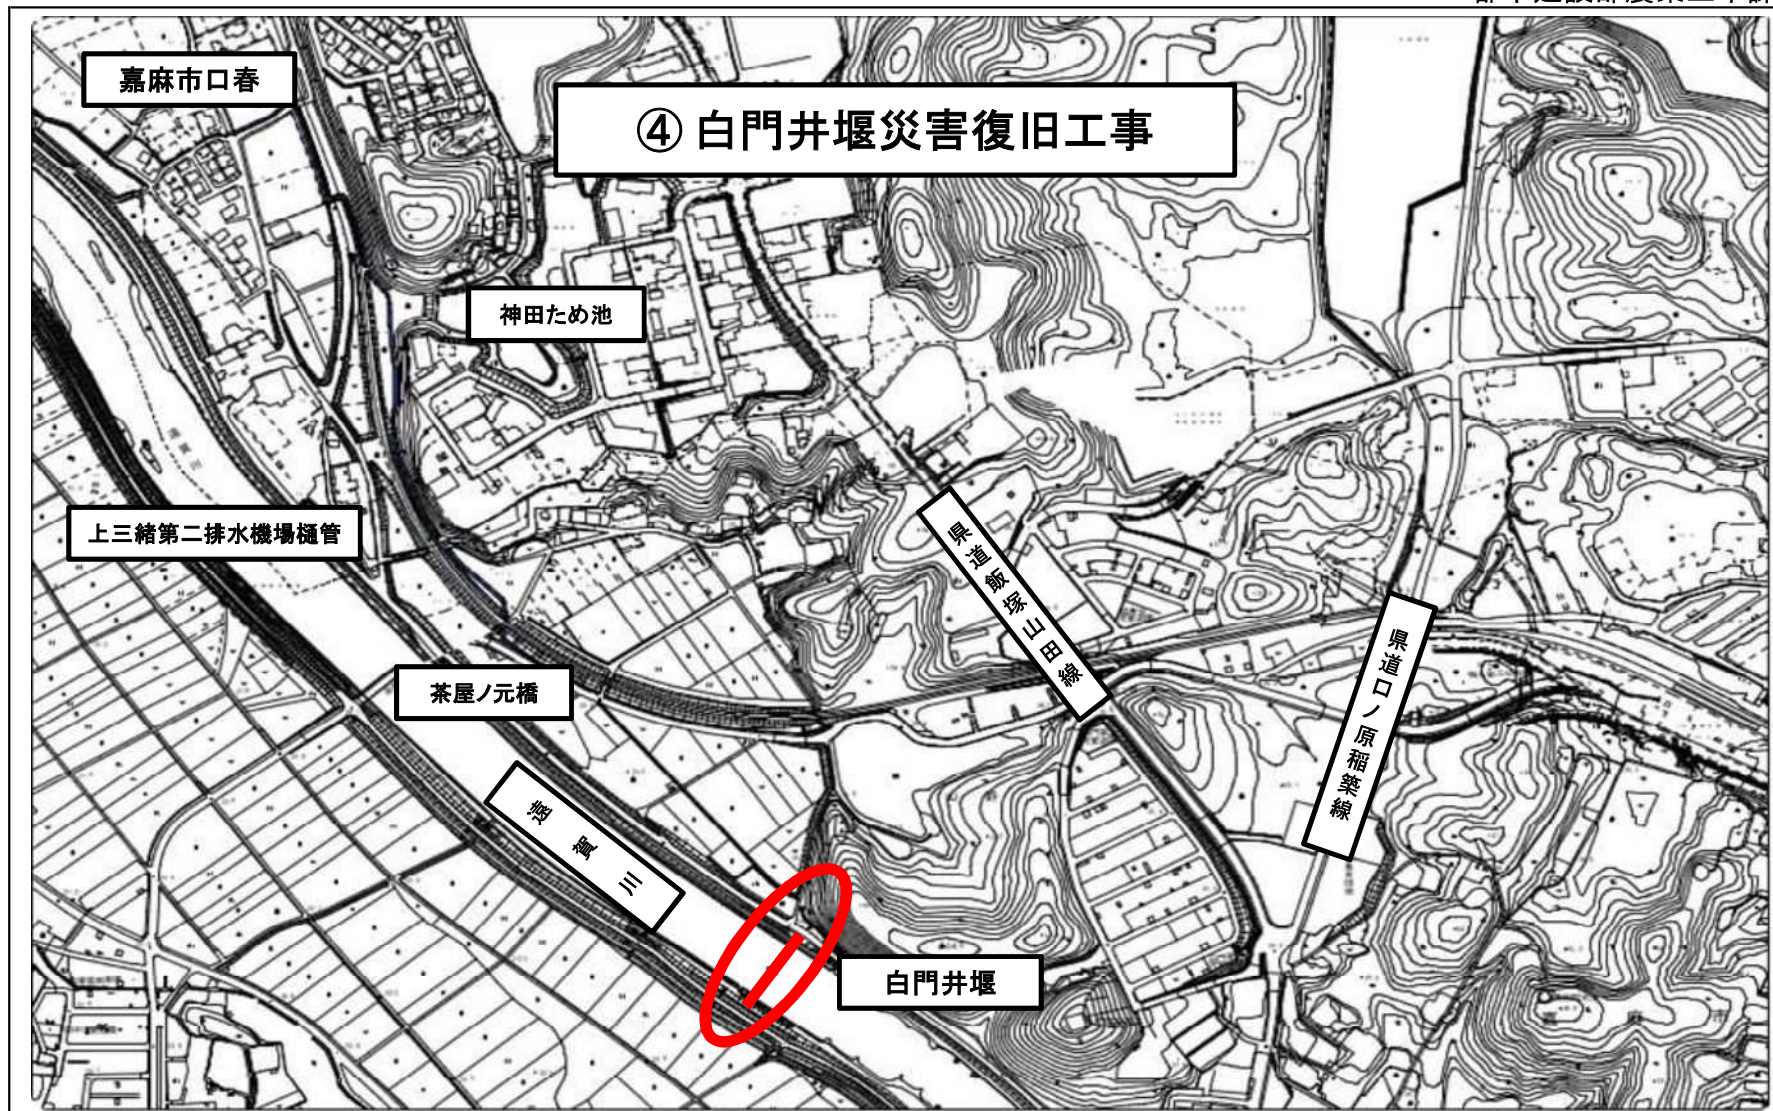 嘉麻市口春
④ 白門井堰災害復旧工事
神田ため池
上三緒第二排水機場樋管
県道飯塚山田線
県道口ノ原稲築線
茶屋ノ元橋
遠賀川
白門井堰